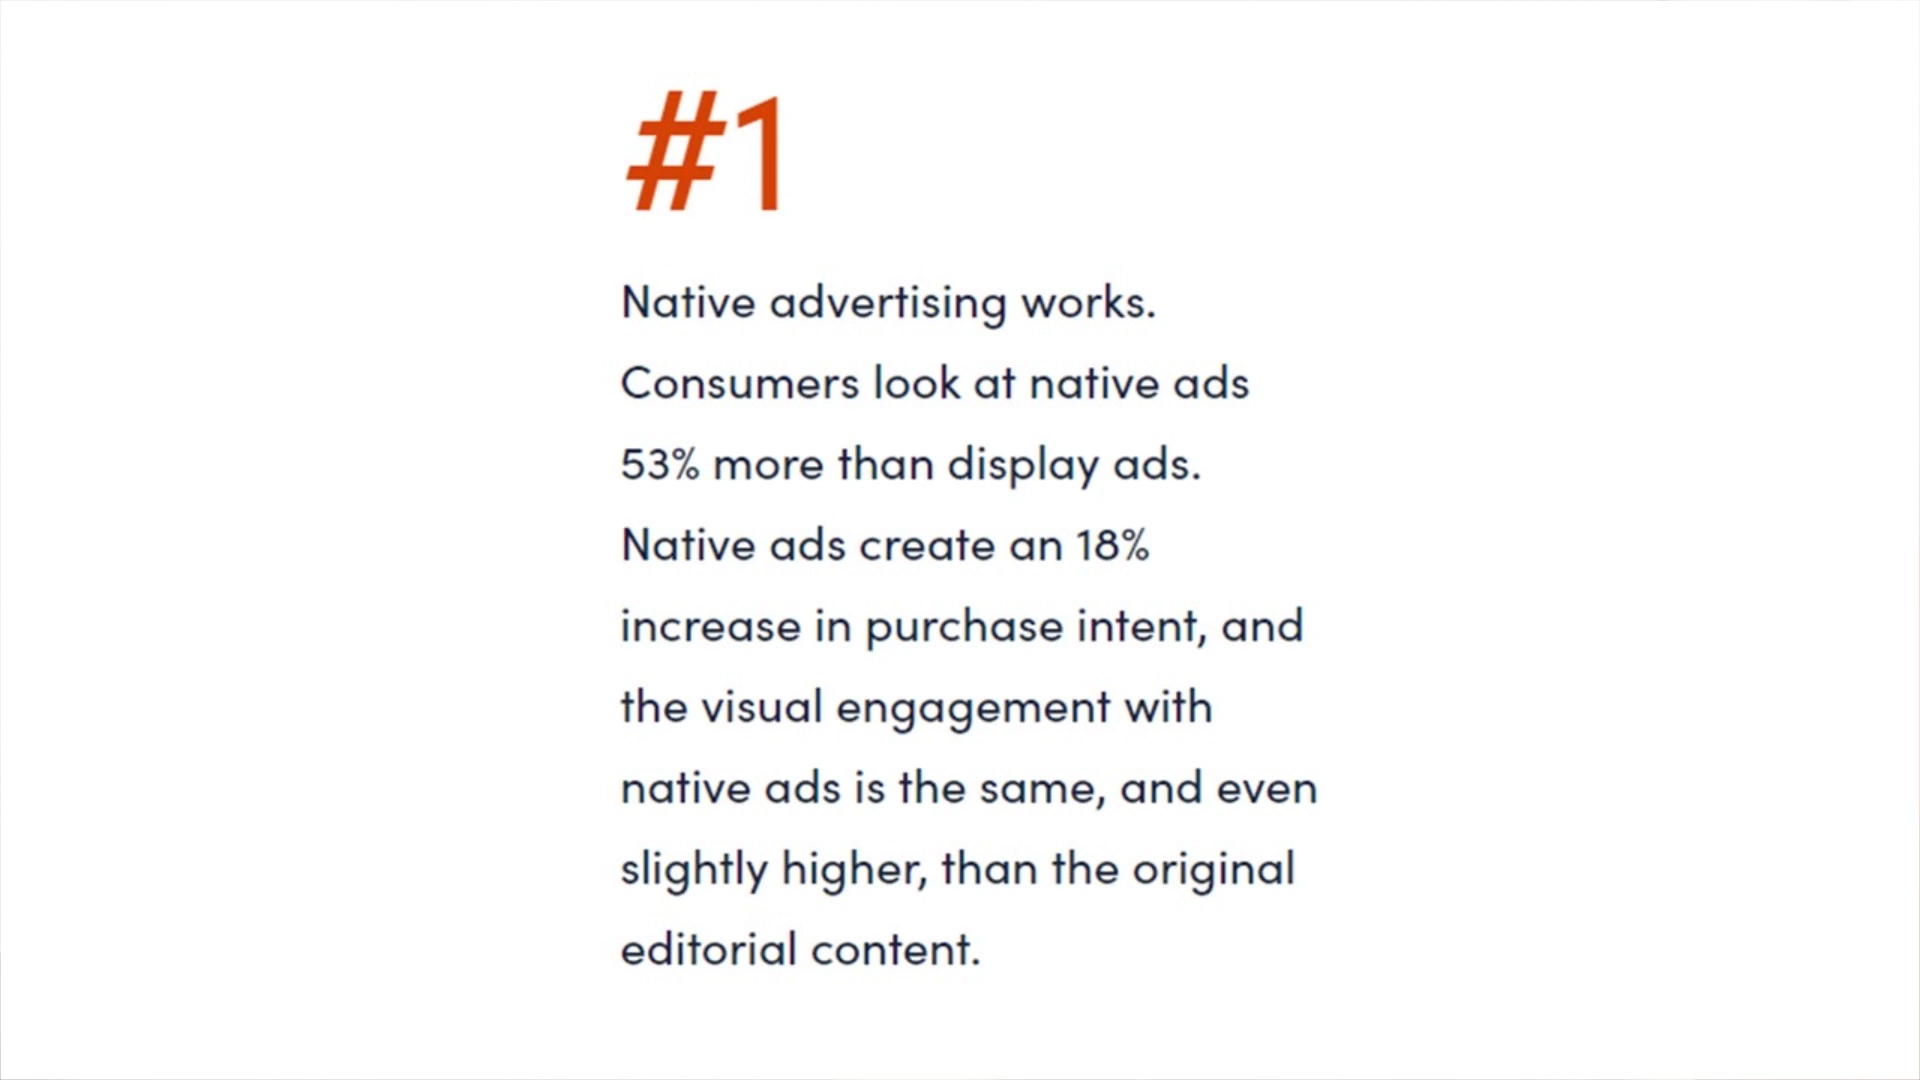 #1
Native advertising works.
Consumers look at native ads
53% more than display ads.
Native ads create an 18%
increase in purchase intent, and
the visual engagement with
native ads is the same, and even
slightly higher, than the original
editorial content.